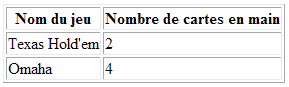 Nom du jeu Nombre de cartes en main
Texas Hold'em 2
Omaha 4